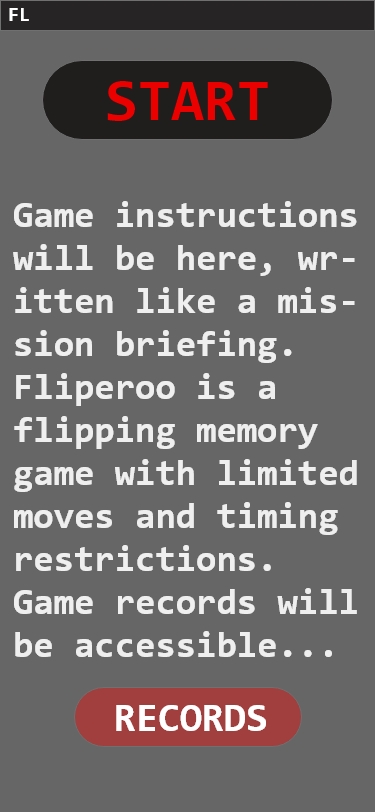 FL
START
Game instructions
will be here, wr-
itten like a mis-
sion briefing.
Fliperoo is a
flipping memory
game with limited
moves and timing
restrictions.
Game records will
be accessible...
RECORDS